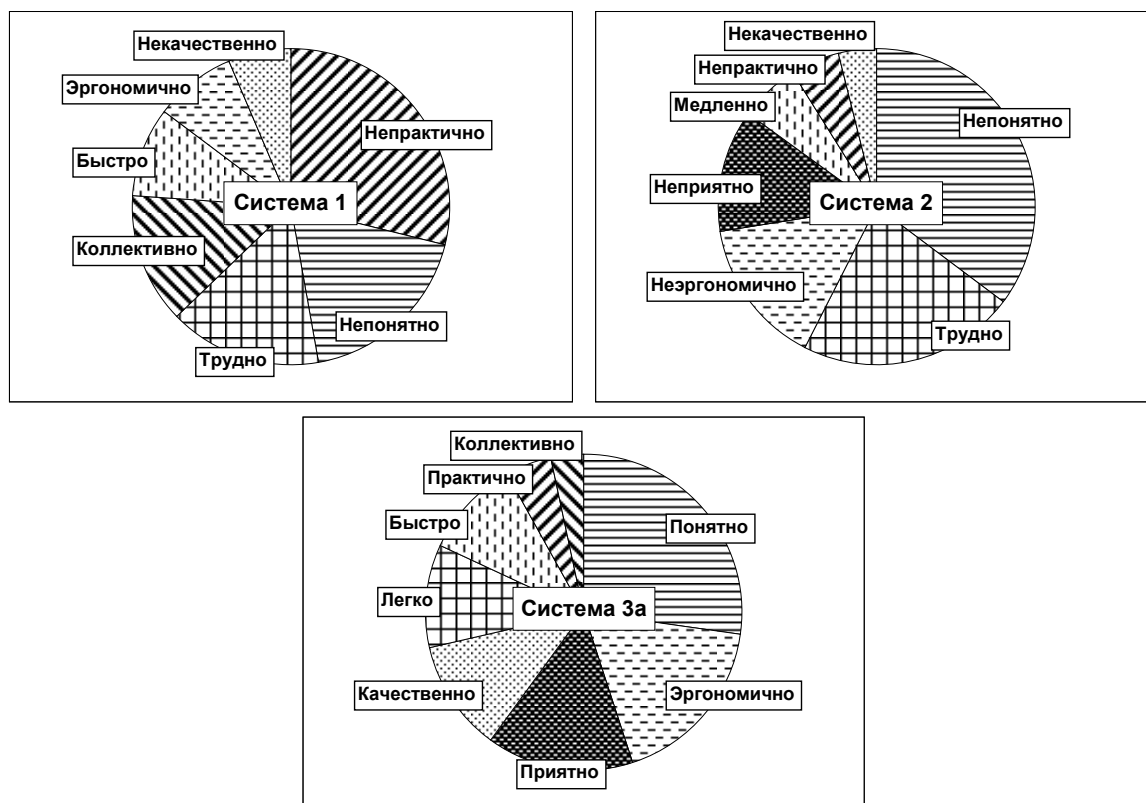 Некачественно
Эргономично
Непрактично
Быстро
Система 1
Коллективно
Непонятно
Трудно
Некачественно
Непрактично
Медленно
Непонятно
Неприятно
Система 2
Неэргономично
Трудно
Коллективно
Практично
Быстро
Понятно
Легко
Система 3а
Качественно
Эргономично
Приятно